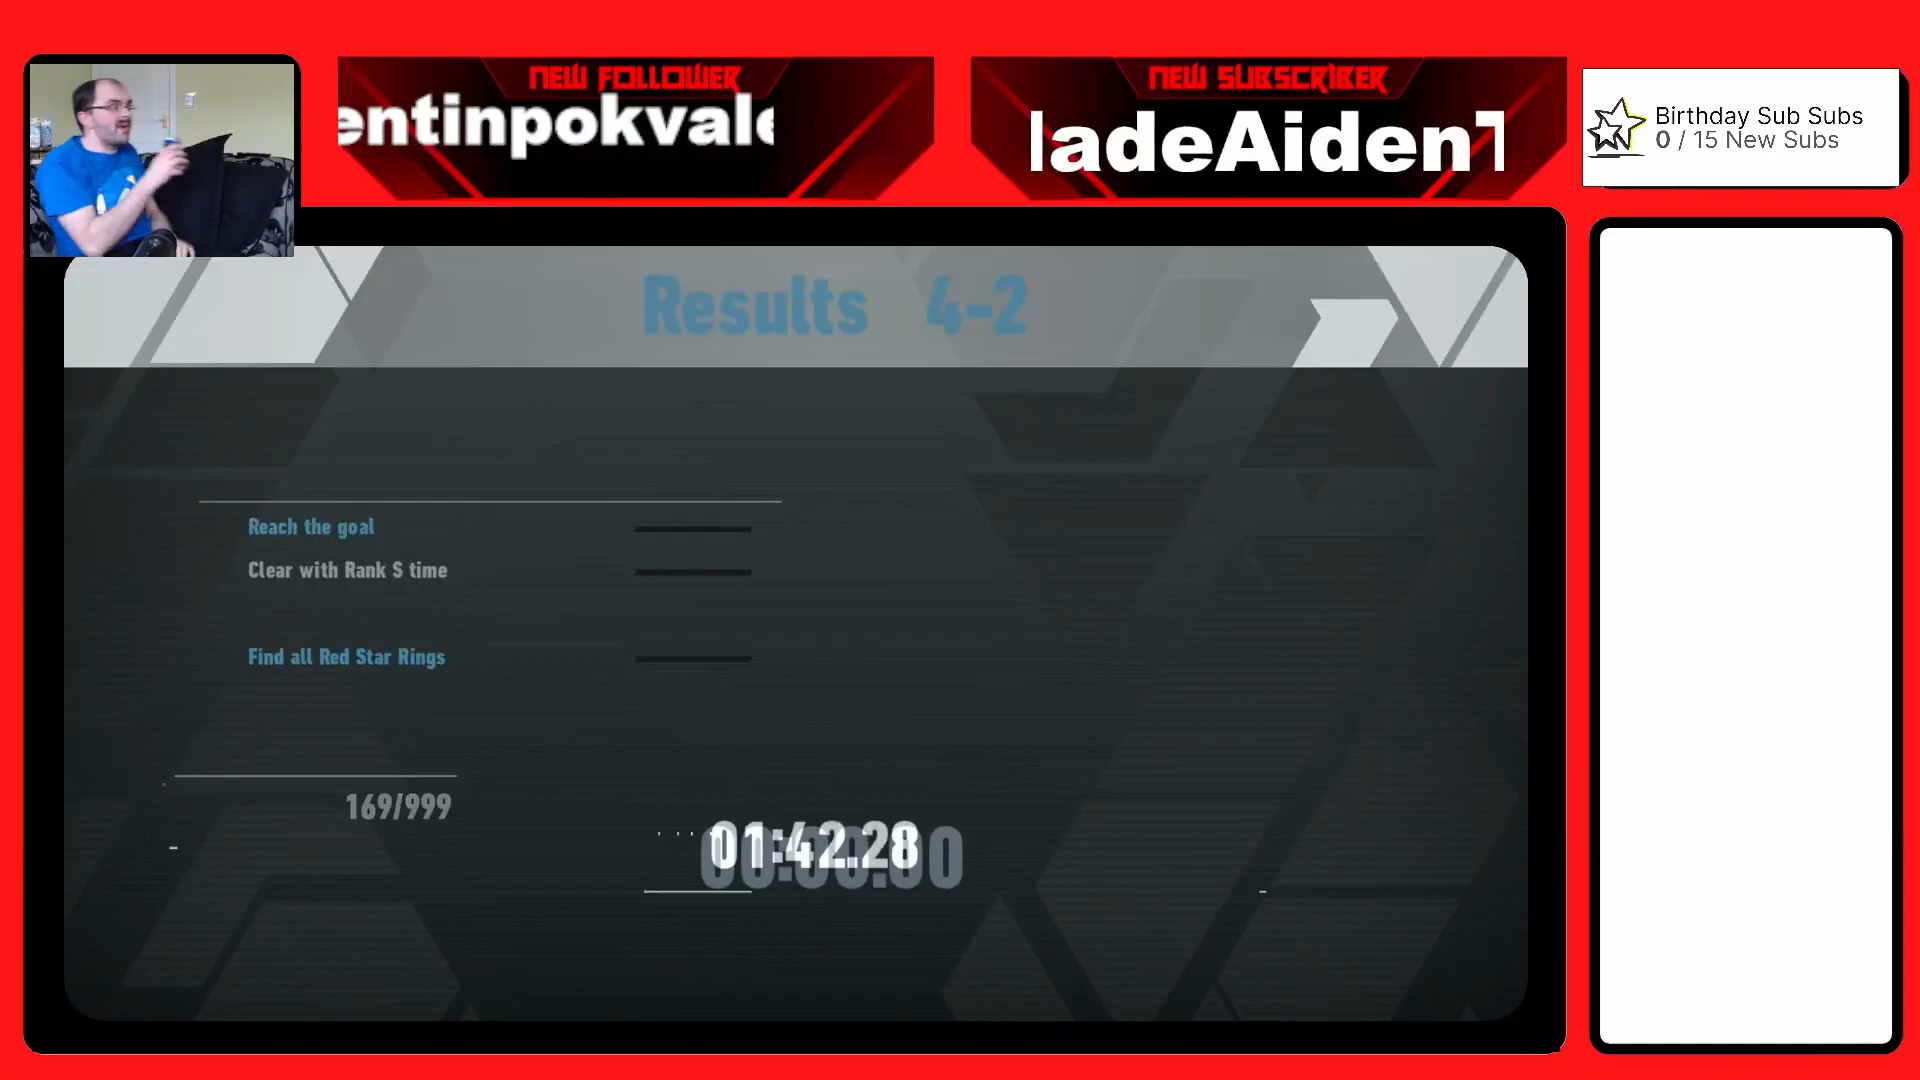 NEW FOLLOWER
entinpokvale
NEW SUBSCRIBER
ladeAidenT
Birthday Sub Subs
0 / 15 New Subs
Results 4-2
Reach the goal
Clear with Rank S time
Find all Red Star Rings
169/999
01:42.28